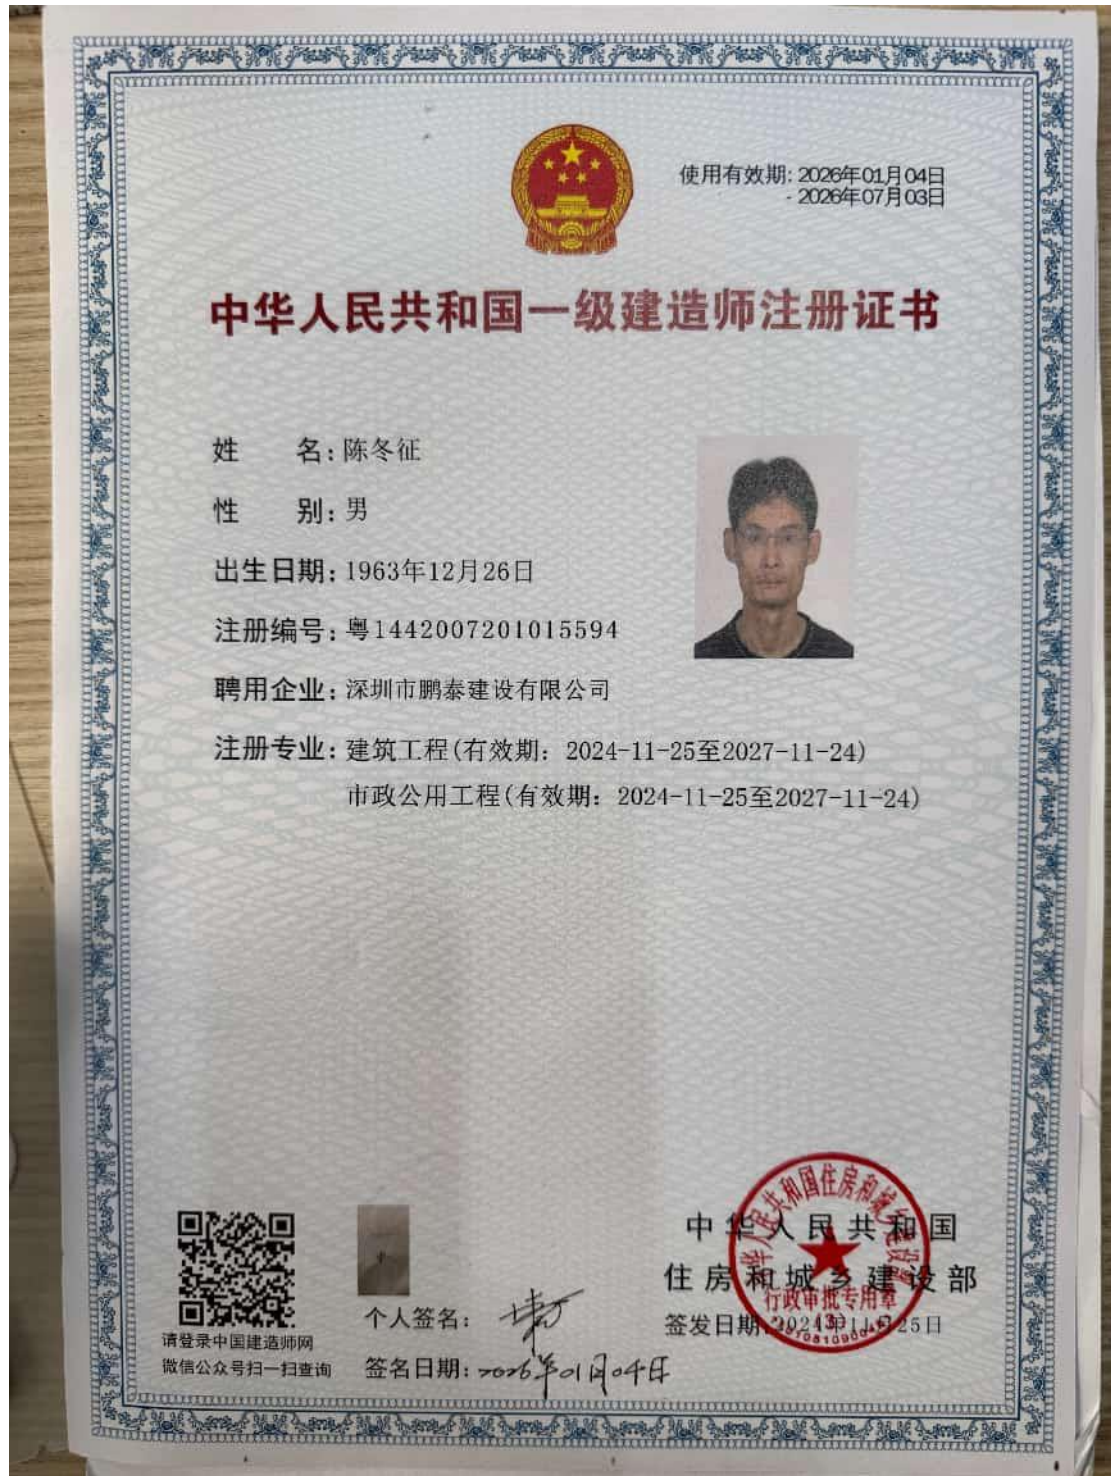 使用有效期: 2026年01月04日
- 2026年07月03日
中华人民共和国一级建造师注册证书
姓 名: 陈冬征
性 别: 男
出生日期: 1963年12月26日
注册编号: 粤1442007201015594
聘用企业: 深圳市鹏泰建设有限公司
注册专业: 建筑工程(有效期: 2024-11-25至2027-11-24)
市政公用工程(有效期: 2024-11-25至2027-11-24)
中华人民共和国
住房和城乡建设部
行政审批专用章
签发日期: 2024年11月25日
请登录中国建造师网
微信公众号扫一扫查询
个人签名:
签名日期: 2026年01月04日